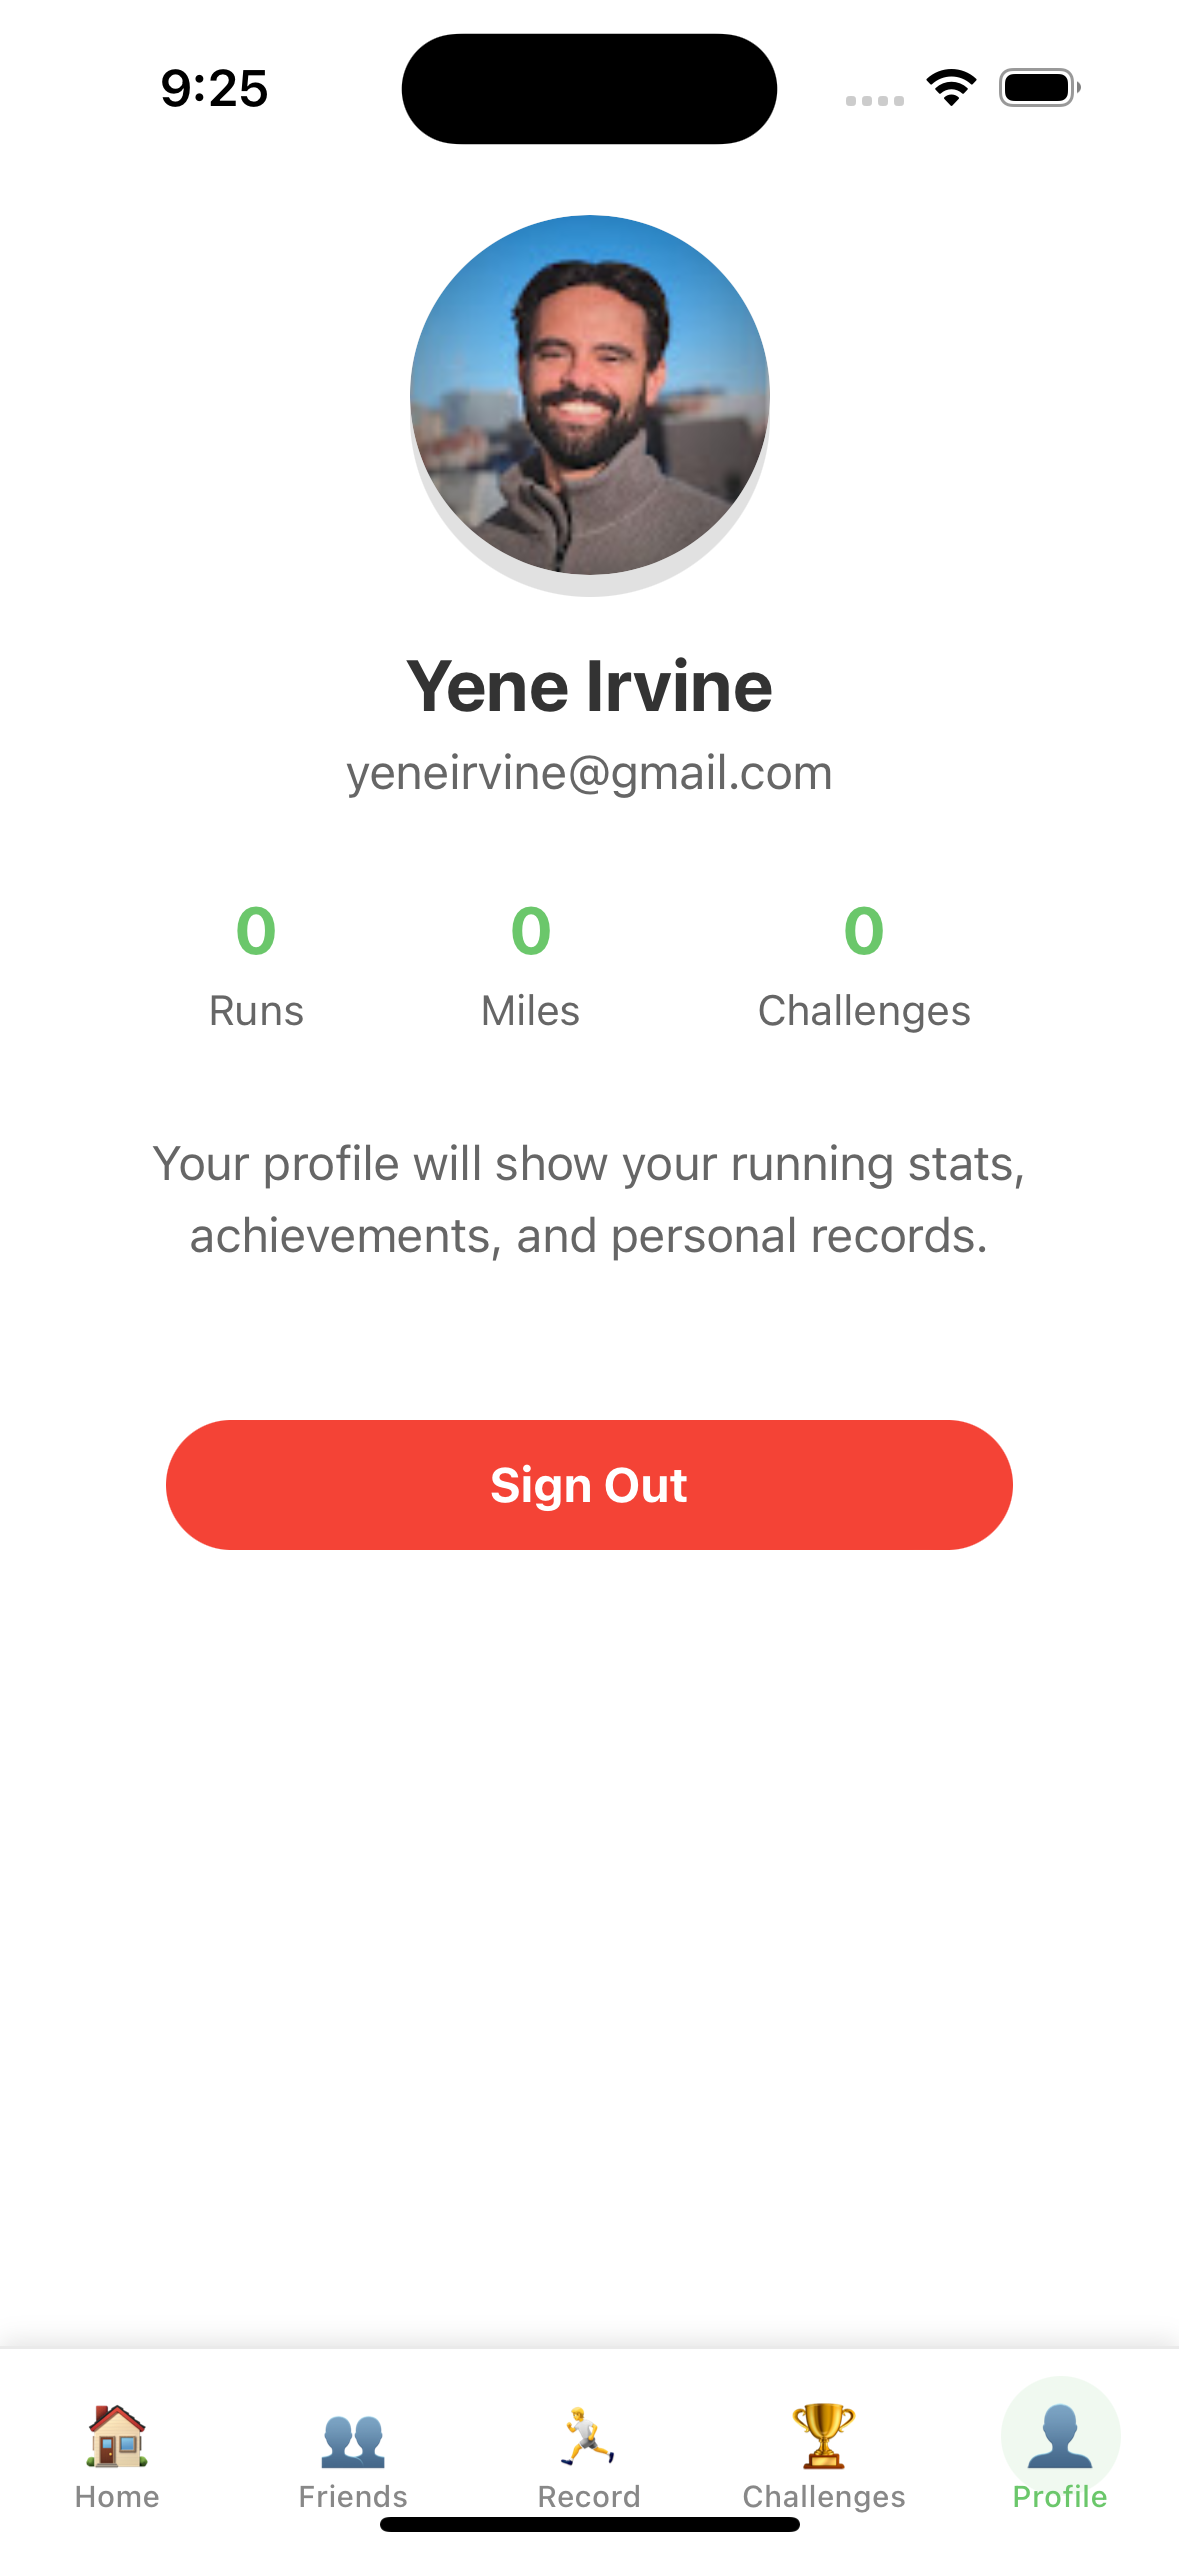 9:25
Yene Irvine
yeneirvine@gmail.com
0 0 0
Runs Miles Challenges
Your profile will show your running stats,
achievements, and personal records.
Sign Out
Home Friends Record Challenges Profile